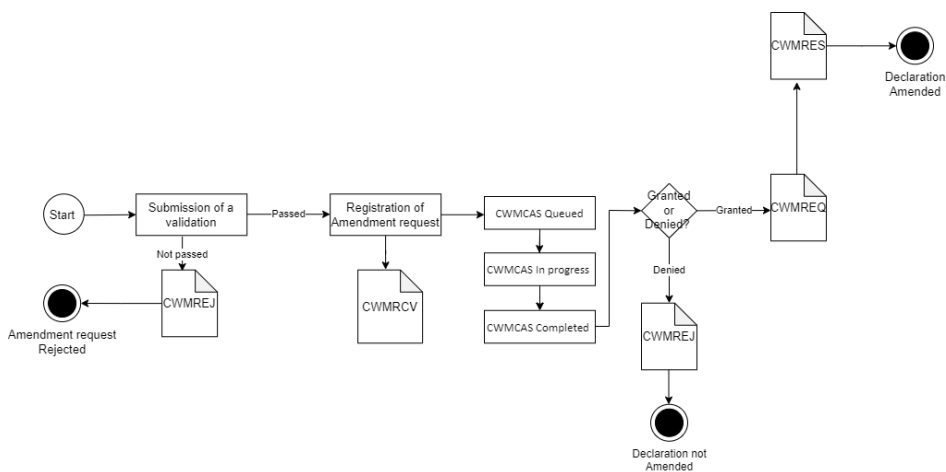 CWMRES
Declaration
Amended
Start
Submission of a
validation
Passed
Registration of
Amendment request
CWMCAS Queued
Granted
or
Denied?
Granted
CWMREQ
Not passed
CWMREJ
Amendment request
Rejected
CWMRCV
CWMCAS In progress
CWMCAS Completed
Denied
CWMREJ
Declaration not
Amended